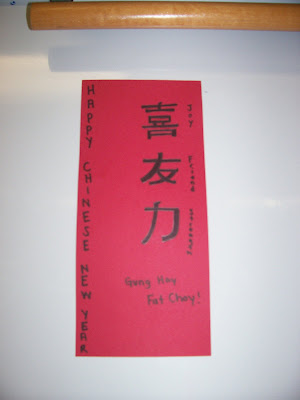 HAPPY CHINESE NEW YEAR
喜
Joy
友
Friend
力
Strength
Gung Hay
Fat Choy!